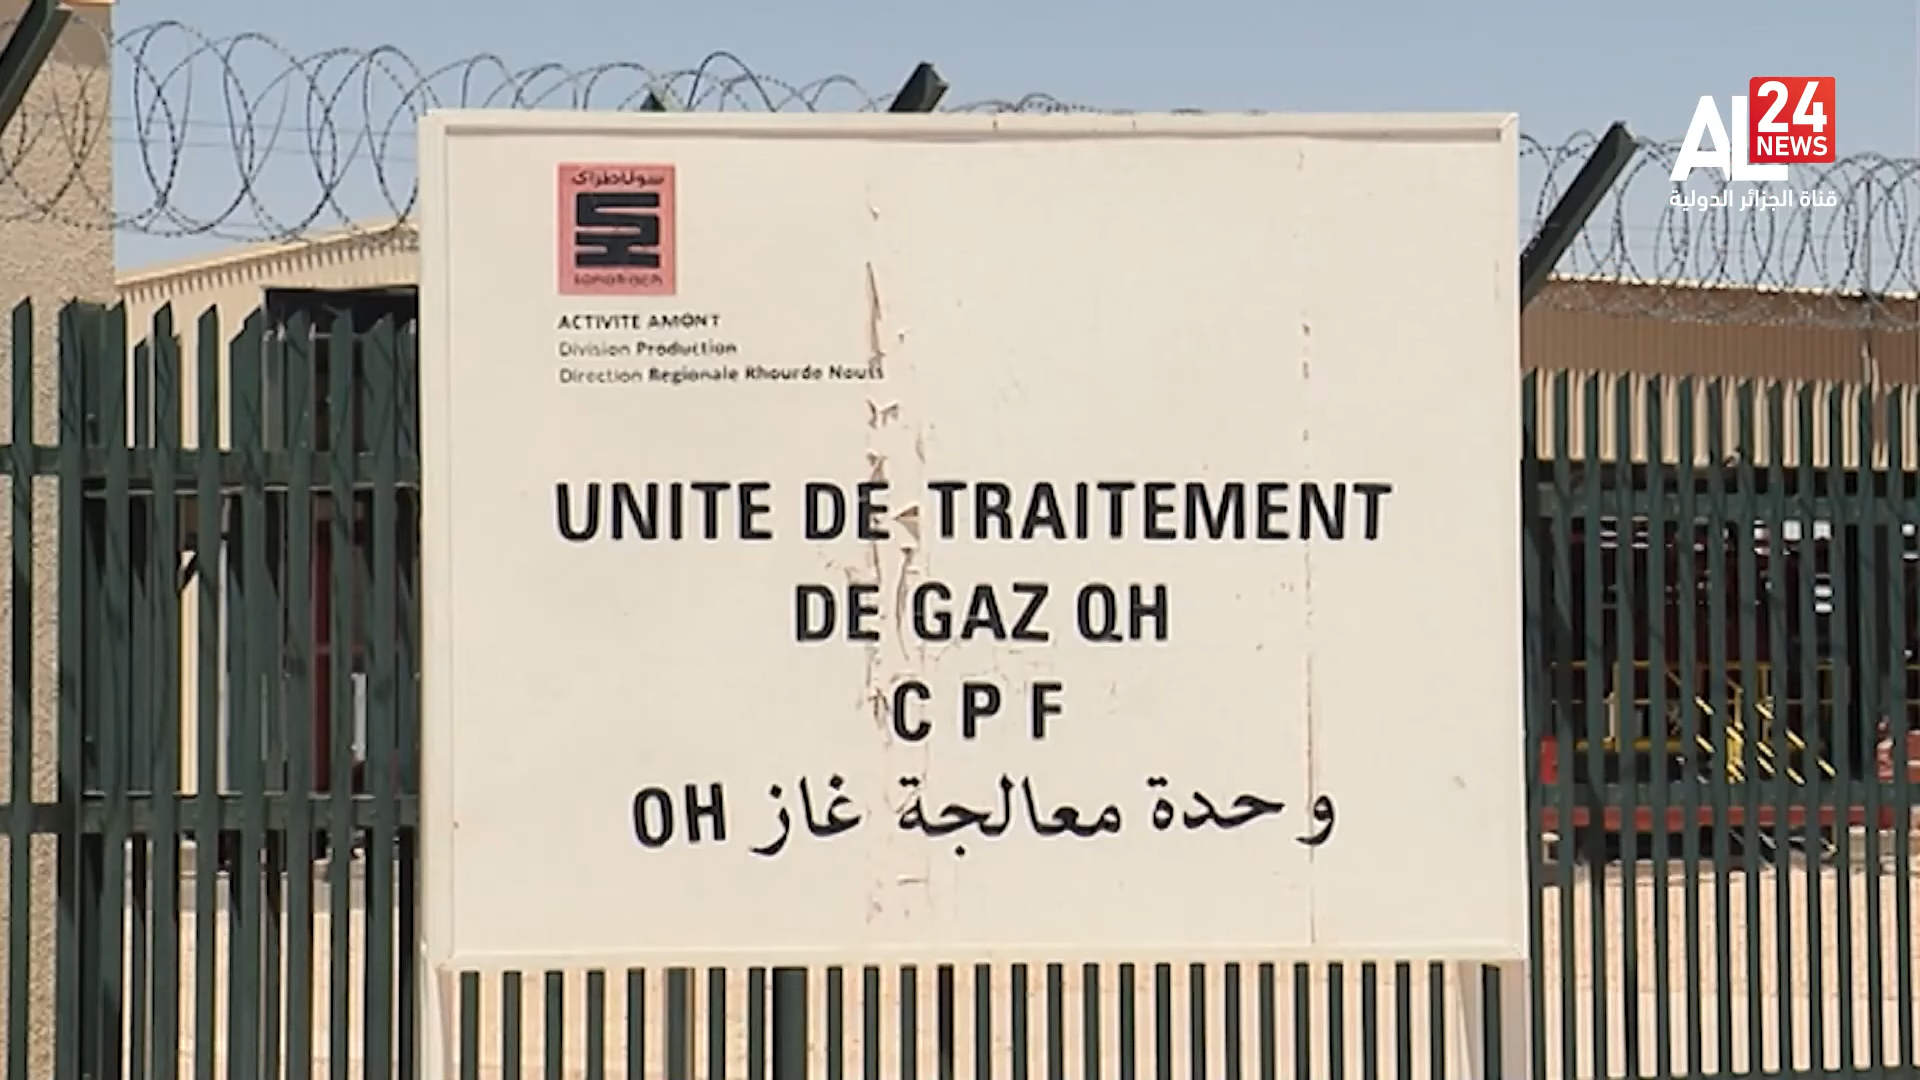 سوناطراك
sonatrach
ACTIVITE AMONT
Division Production
Direction Regionale Rhourde Nouss
UNITE DE TRAITEMENT
DE GAZ QH
C P F
وحدة معالجة غاز QH
AL 24 NEWS
قناة الجزائر الدولية